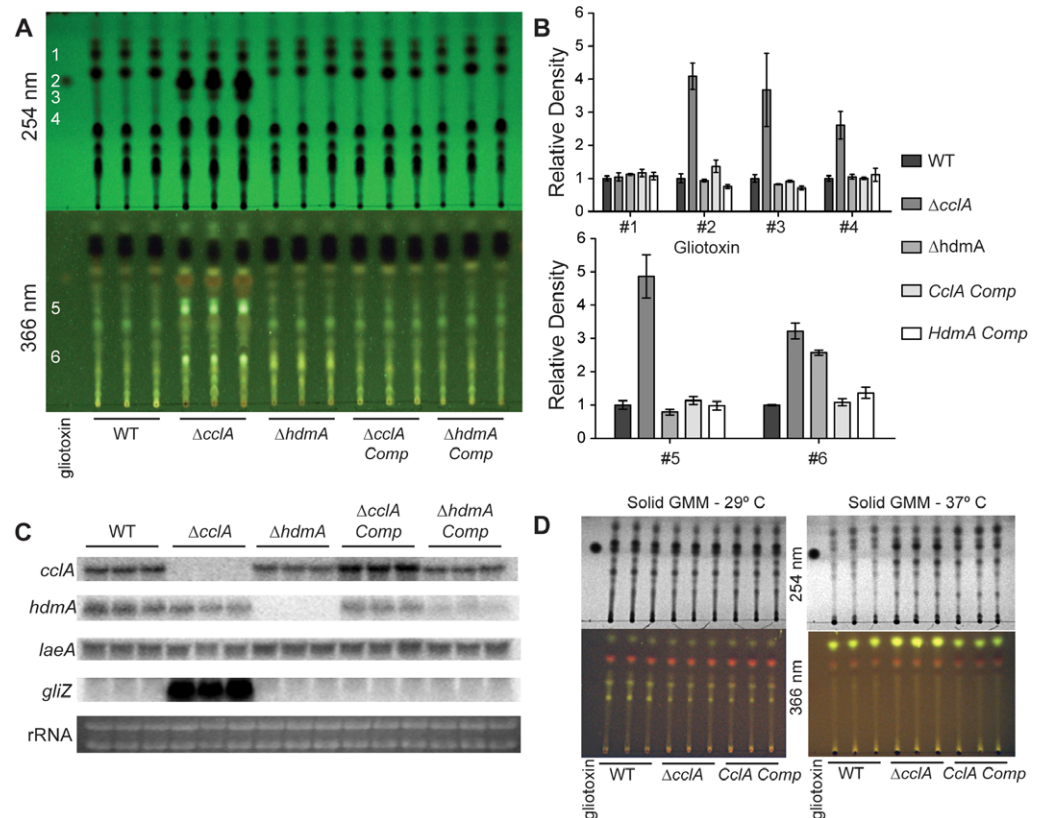 A
254 nm
1
2
3
4
366 nm
5
6
gliotoxin
WT
ΔcclA
ΔhdmA
ΔcclA
Comp
ΔhdmA
Comp
B
Relative Density
6
5
4
3
2
1
0
#1
#2
#3
#4
Gliotoxin
Relative Density
6
5
4
3
2
1
0
#5
#6
WT
ΔcclA
ΔhdmA
CclA Comp
HdmA Comp
C
WT
ΔcclA
ΔhdmA
ΔcclA
Comp
ΔhdmA
Comp
cclA
hdmA
laeA
gliZ
rRNA
D
Solid GMM - 29º C
Solid GMM - 37º C
254 nm
366 nm
gliotoxin
WT
ΔcclA
CclA Comp
gliotoxin
WT
ΔcclA
CclA Comp